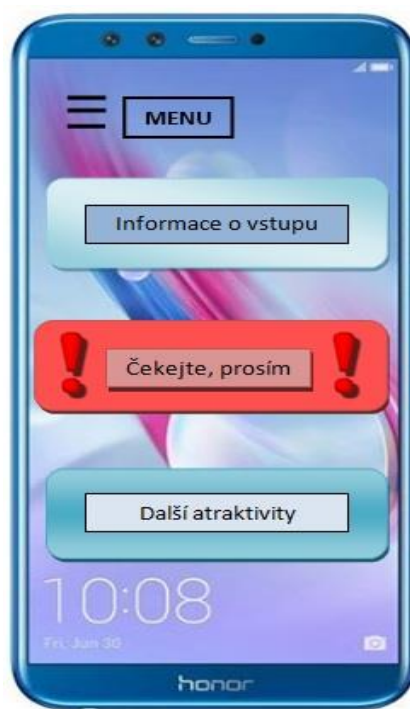 MENU
Informace o vstupu
Čekejte, prosím
Další atraktivity
10:08
Fri, Jun 30
honor